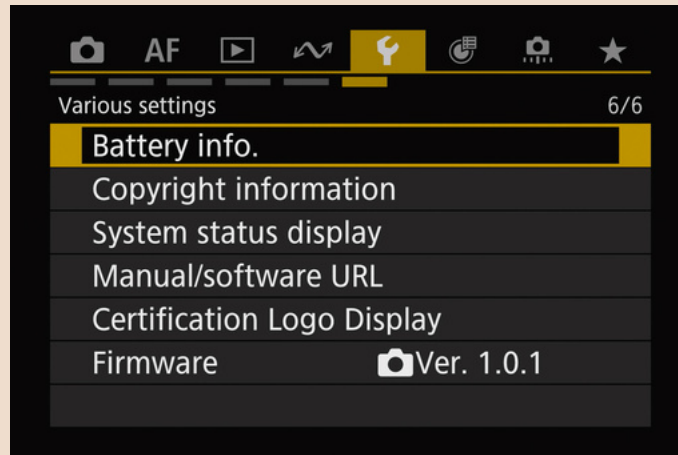 AF
Various settings 6/6
Battery info.
Copyright information
System status display
Manual/software URL
Certification Logo Display
Firmware Ver. 1.0.1